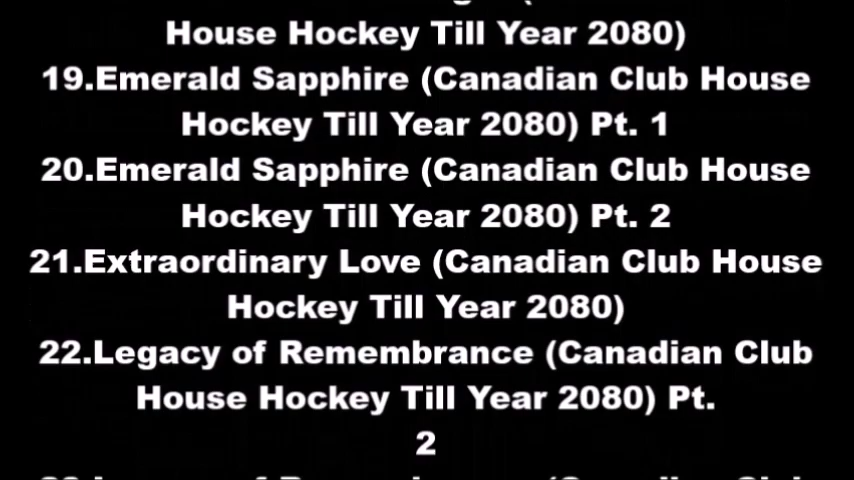 House Hockey Till Year 2080)
19.Emerald Sapphire (Canadian Club House
Hockey Till Year 2080) Pt. 1
20.Emerald Sapphire (Canadian Club House
Hockey Till Year 2080) Pt. 2
21.Extraordinary Love (Canadian Club House
Hockey Till Year 2080)
22.Legacy of Remembrance (Canadian Club
House Hockey Till Year 2080) Pt.
2